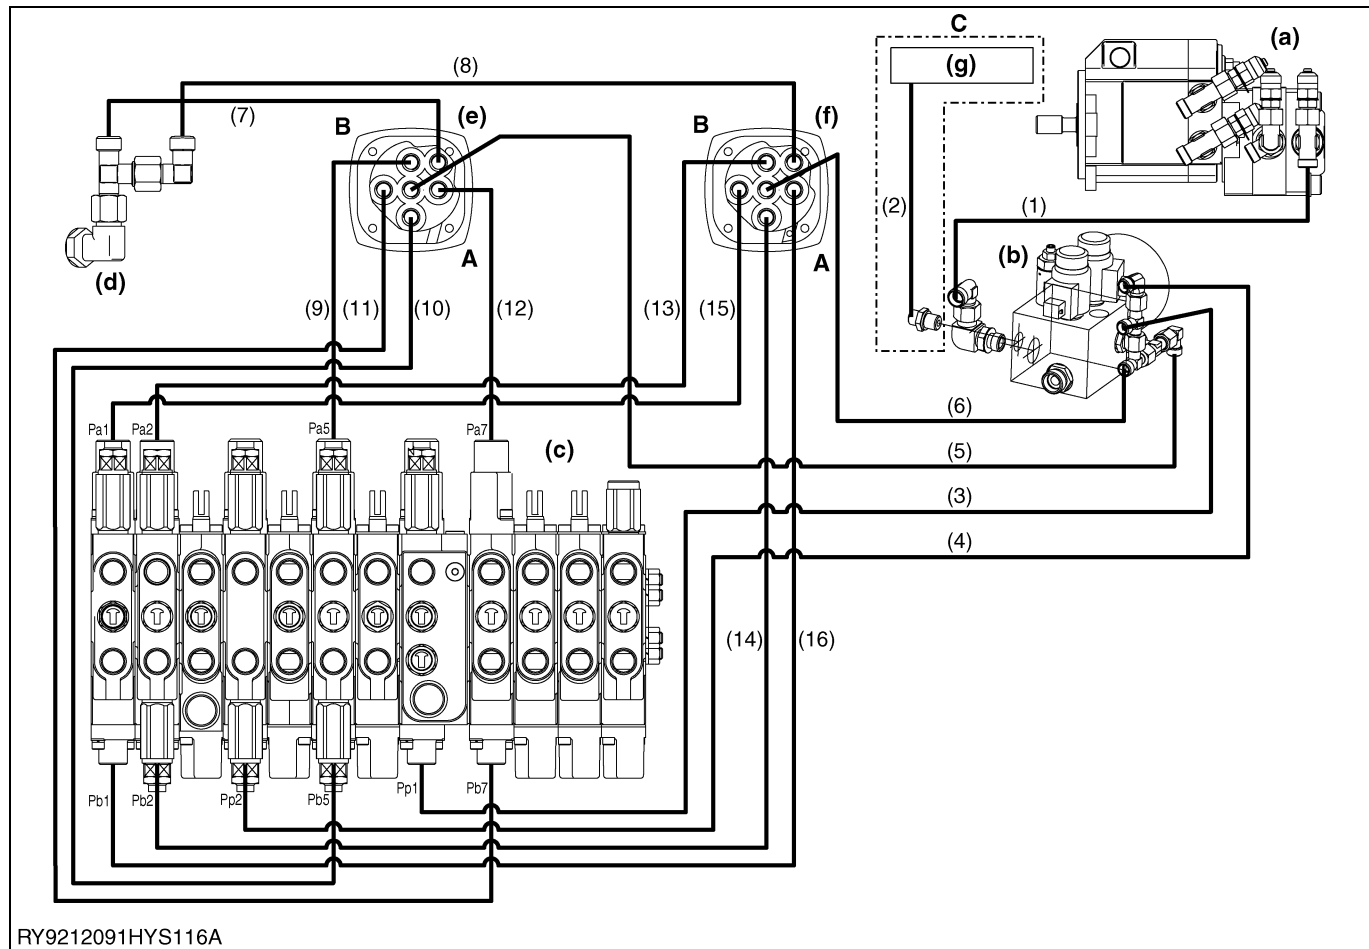 C
(a)
(g)
(8)
(7)
(e)
(f)
B
B
(2)
(1)
(b)
A
A
(d)
(9)
(11)
(10)
(12)
(13)
(15)
(6)
Pa1
Pa2
Pa5
Pa7
(c)
(5)
(3)
(4)
(14)
(16)
Pb1
Pb2
Pp2
Pb5
Pp1
Pb7
RY9212091HYS116A